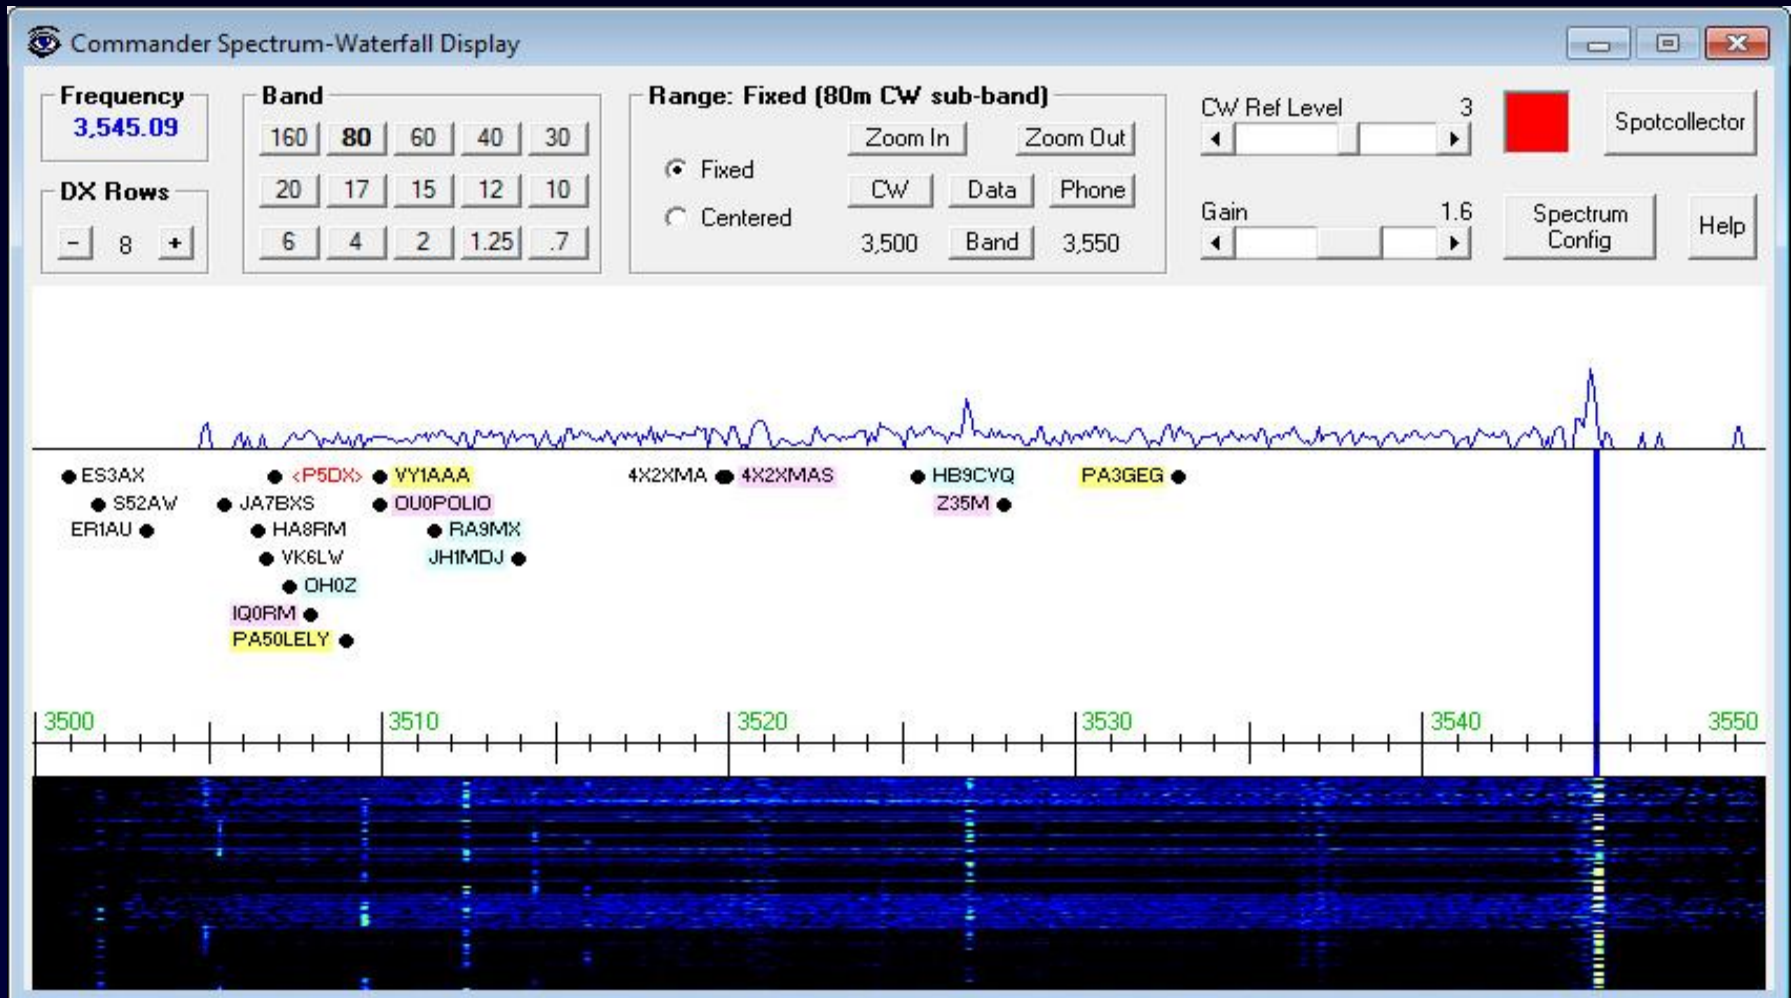 Commander Spectrum-Waterfall Display
Frequency
3,545.09
DX Rows
- 8 +
Band
160 80 60 40 30
20 17 15 12 10
6 4 2 1.25 .7
Range: Fixed (80m CW sub-band)
Fixed
Centered
Zoom In Zoom Out
CW Data Phone
3,500 Band 3,550
CW Ref Level 3
Gain 1.6
Spotcollector
Spectrum
Config
Help
ES3AX <P5DX> VY1AAA 4X2XMA 4X2XMAS HB9CVQ PA3GEG
S52AW JA7BXS OU0POLIO Z35M
ER1AU HA8RM RA9MX
VK6LW JH1MDJ
OH0Z
IQ0RM
PA50LELY
3500 3510 3520 3530 3540 3550